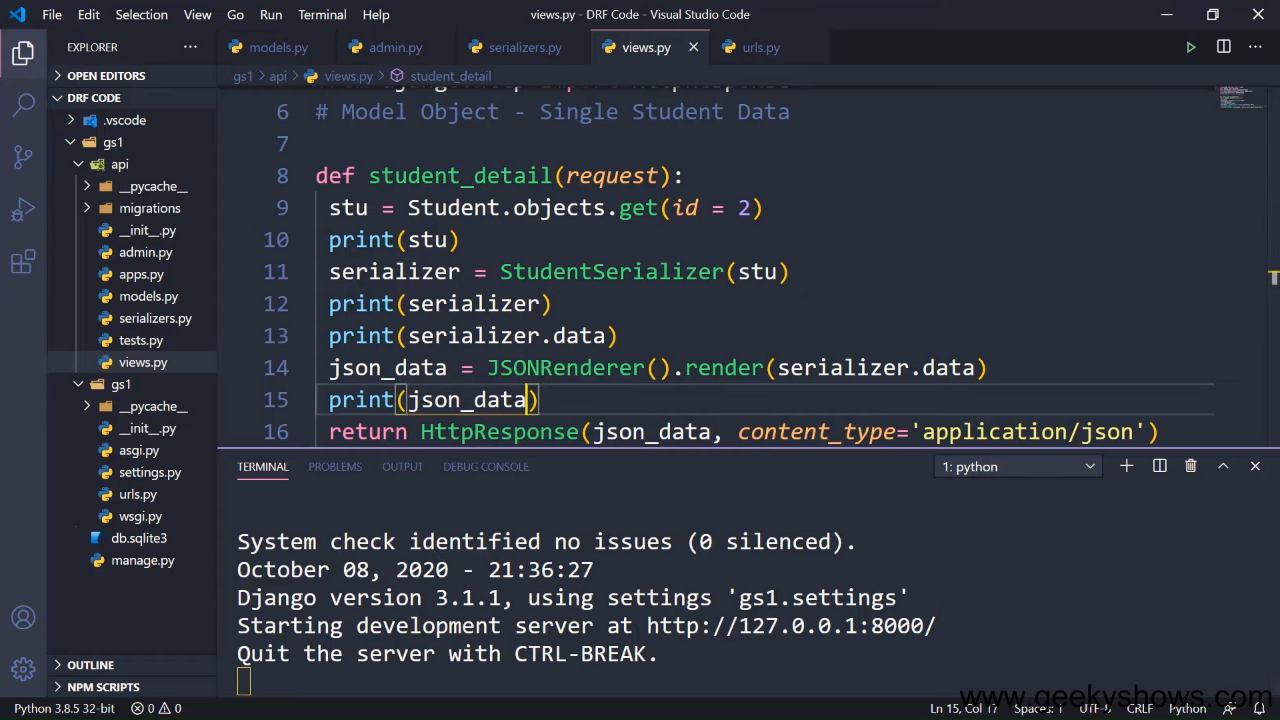 File Edit Selection View Go Run Terminal Help views.py - DRF Code - Visual Studio Code
EXPLORER
models.py admin.py serializers.py views.py urls.py
OPEN EDITORS
gs1 > api > views.py > student_detail
DRF CODE
.vscode
gs1
api
__pycache__
migrations
__init__.py
admin.py
apps.py
models.py
serializers.py
tests.py
views.py
gs1
__pycache__
__init__.py
asgi.py
settings.py
urls.py
wsgi.py
db.sqlite3
manage.py
OUTLINE
NPM SCRIPTS
6 # Model Object - Single Student Data
7
8 def student_detail(request):
9 stu = Student.objects.get(id = 2)
10 print(stu)
11 serializer = StudentSerializer(stu)
12 print(serializer)
13 print(serializer.data)
14 json_data = JSONRenderer().render(serializer.data)
15 print(json_data)
16 return HttpResponse(json_data, content_type='application/json')
TERMINAL PROBLEMS OUTPUT DEBUG CONSOLE 1: python
System check identified no issues (0 silenced).
October 08, 2020 - 21:36:27
Django version 3.1.1, using settings 'gs1.settings'
Starting development server at http://127.0.0.1:8000/
Quit the server with CTRL-BREAK.
www.geekyshows.com
Python 3.8.5 32-bit 0 0 Ln 15, Col 17 Spaces: 1 UTF-8 CRLF Python